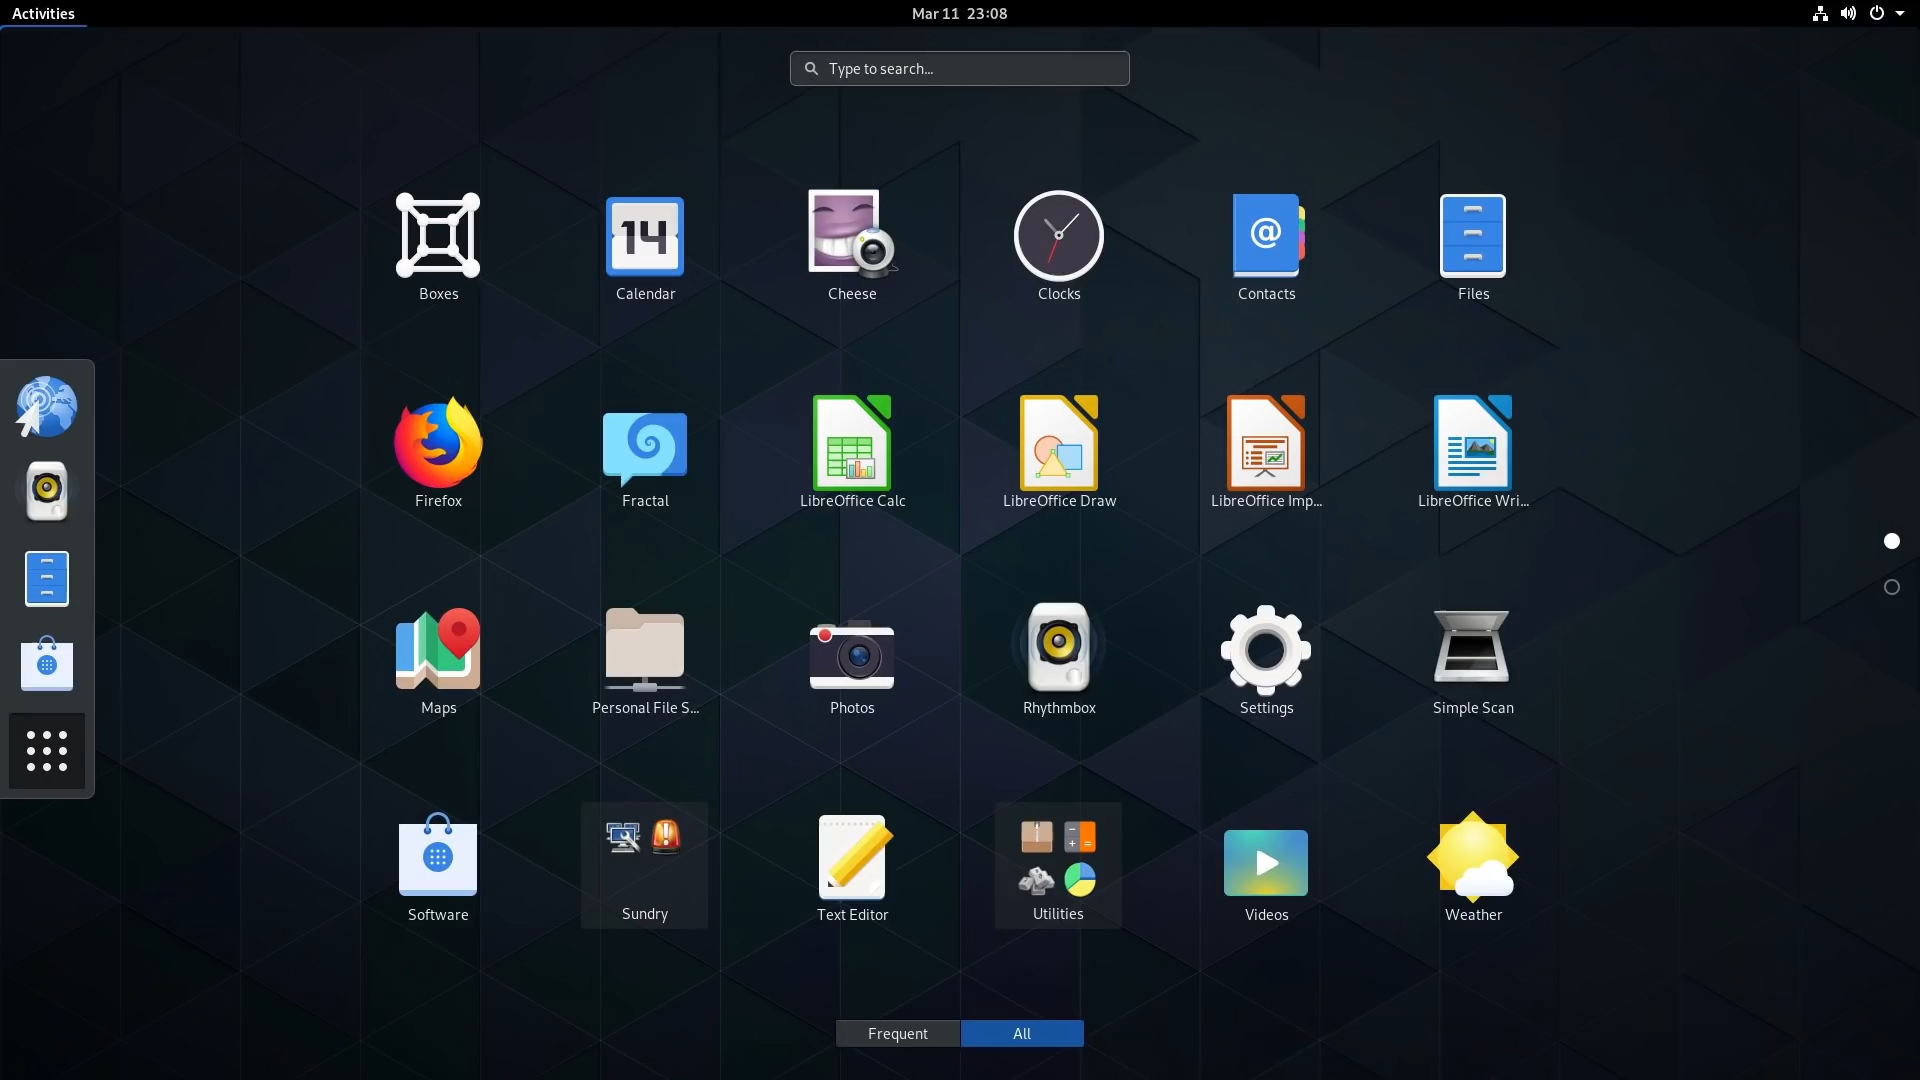 Activities
Mar 11 23:08
Type to search...
14
@
Boxes
Calendar
Cheese
Clocks
Contacts
Files
Firefox
Fractal
LibreOffice Calc
LibreOffice Draw
LibreOffice Imp...
LibreOffice Wri...
Maps
Personal File S...
Photos
Rhythmbox
Settings
Simple Scan
Software
Sundry
Text Editor
Utilities
Videos
Weather
Frequent
All